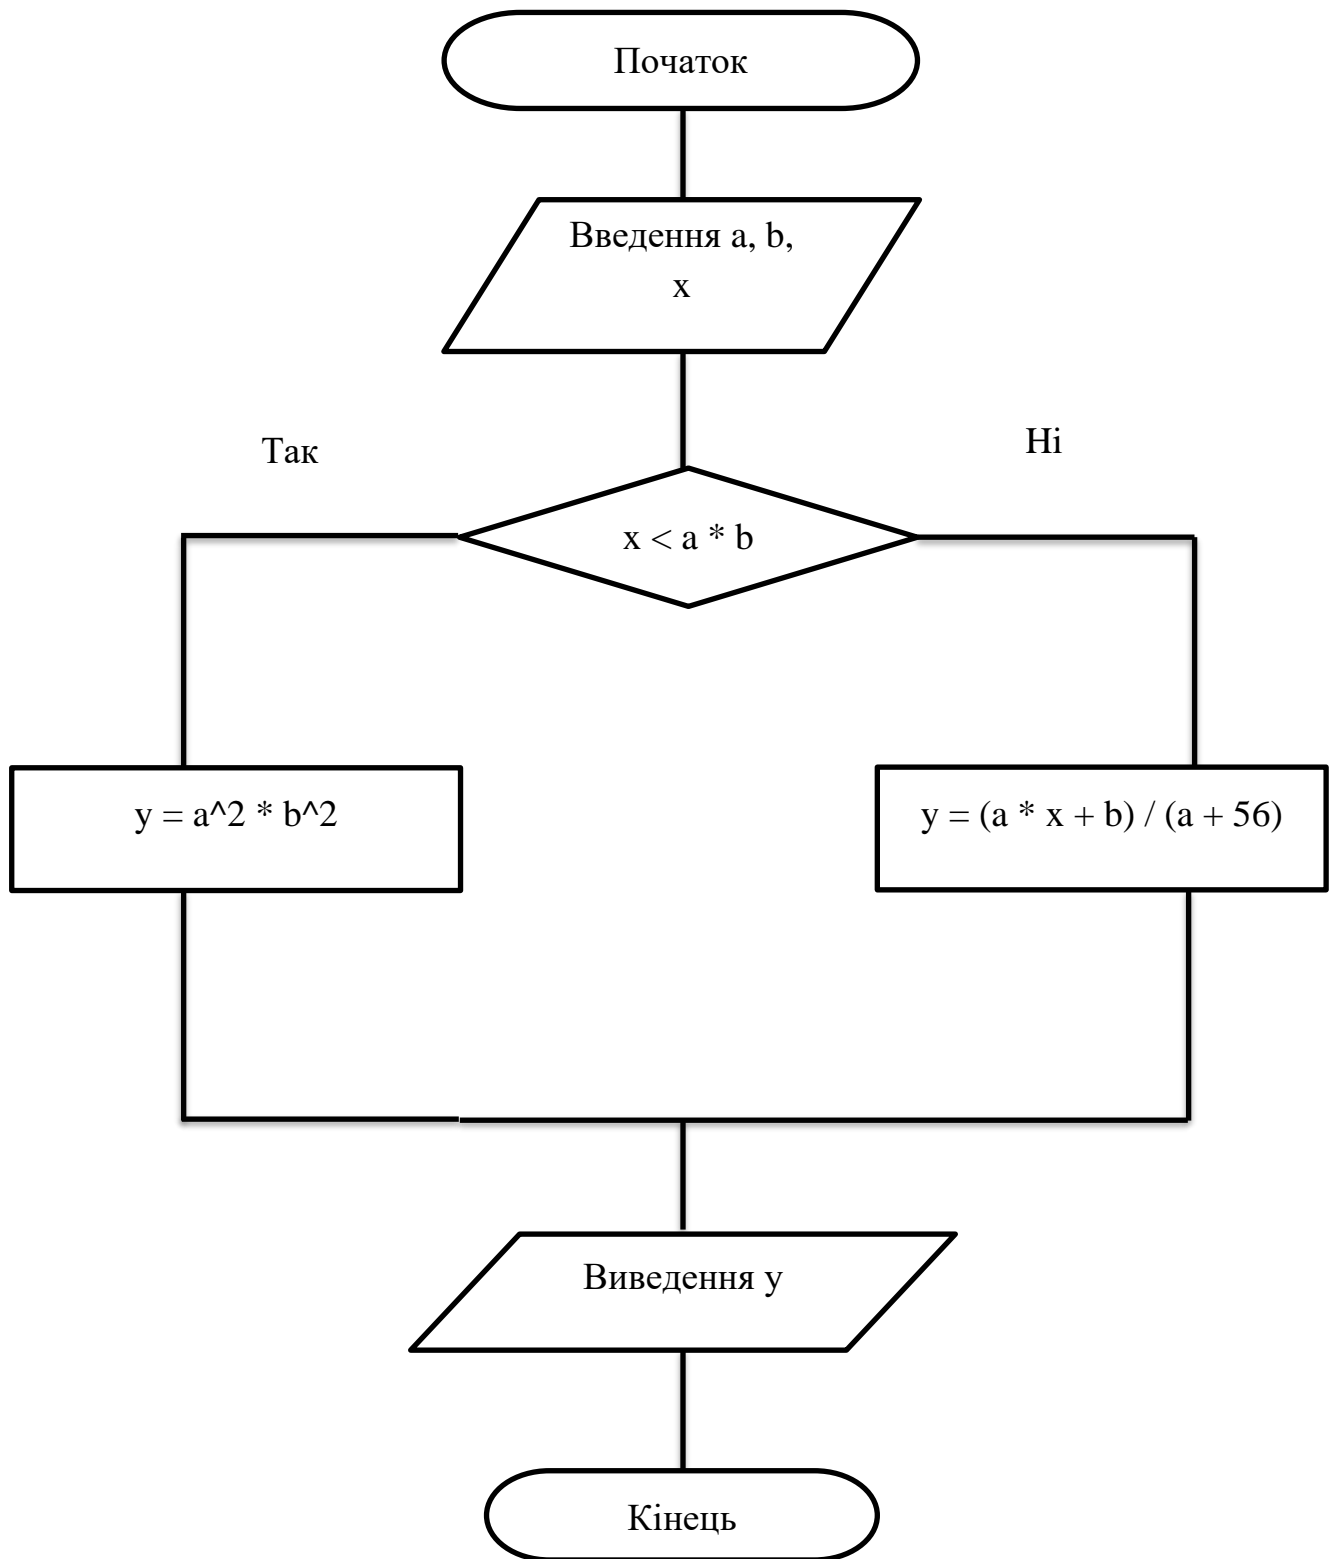 Початок
Введення a, b,
x
Так
Ні
x < a * b
y = a^2 * b^2
y = (a * x + b) / (a + 56)
Виведення y
Кінець